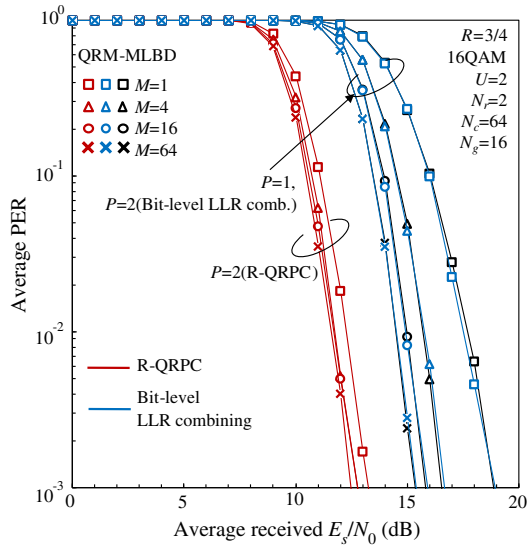 10^0
10^-1
10^-2
10^-3
Average PER
QRM-MLBD
M=1
M=4
M=16
M=64
R=3/4
16QAM
U=2
N_r=2
N_c=64
N_g=16
P=1,
P=2(Bit-level LLR comb.)
P=2(R-QRPC)
R-QRPC
Bit-level
LLR combining
0 5 10 15 20
Average received E_s/N_0 (dB)